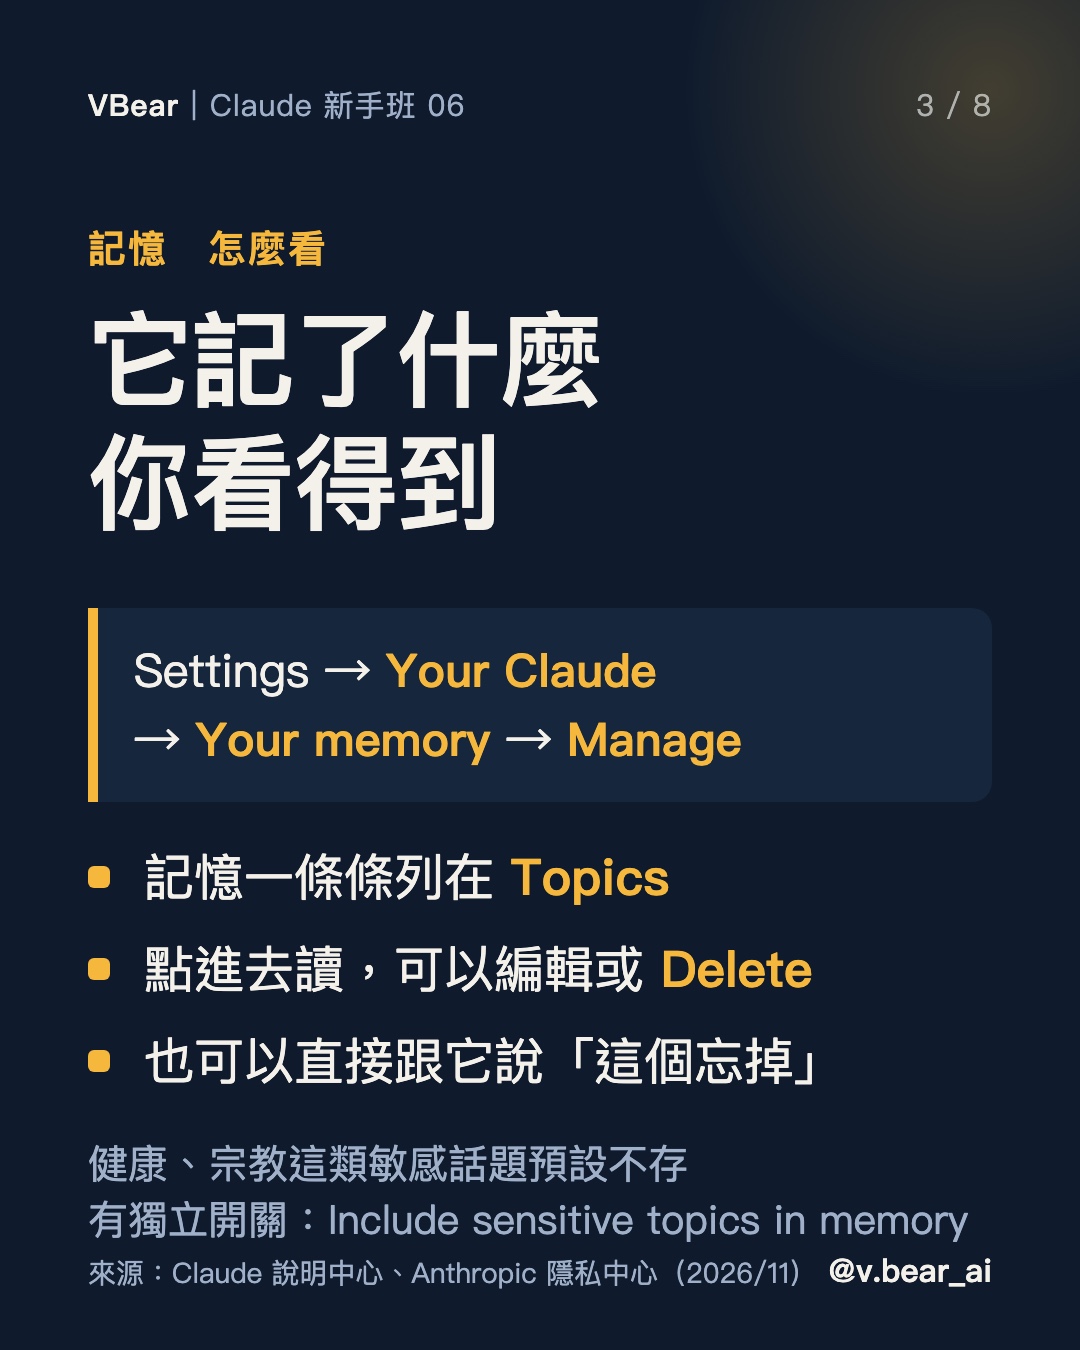 VBear | Claude 新手班 06
3 / 8
記憶　怎麼看
它記了什麼
你看得到
Settings → Your Claude
→ Your memory → Manage
記憶一條條列在 Topics
點進去讀，可以編輯或 Delete
也可以直接跟它說「這個忘掉」
健康、宗教這類敏感話題預設不存
有獨立開關：Include sensitive topics in memory
來源：Claude 說明中心、Anthropic 隱私中心（2026/11）
@v.bear_ai